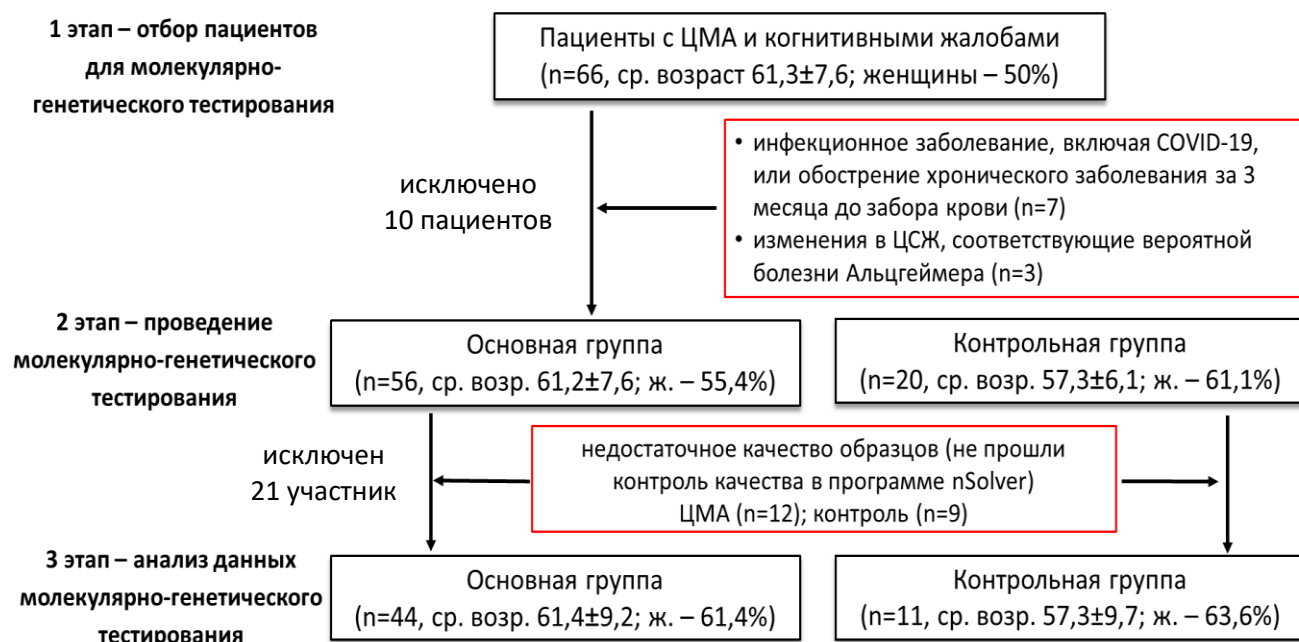 1 этап – отбор пациентов
для молекулярно-
генетического тестирования
Пациенты с ЦМА и когнитивными жалобами
(n=66, ср. возраст 61,3±7,6; женщины – 50%)
исключено
10 пациентов
• инфекционное заболевание, включая COVID-19,
или обострение хронического заболевания за 3
месяца до забора крови (n=7)
• изменения в ЦСЖ, соответствующие вероятной
болезни Альцгеймера (n=3)
2 этап – проведение
молекулярно-генетического
тестирования
Основная группа
(n=56, ср. возр. 61,2±7,6; ж. – 55,4%)
Контрольная группа
(n=20, ср. возр. 57,3±6,1; ж. – 61,1%)
исключен
21 участник
недостаточное качество образцов (не прошли
контроль качества в программе nSolver)
ЦМА (n=12); контроль (n=9)
3 этап – анализ данных
молекулярно-генетического
тестирования
Основная группа
(n=44, ср. возр. 61,4±9,2; ж. – 61,4%)
Контрольная группа
(n=11, ср. возр. 57,3±9,7; ж. – 63,6%)